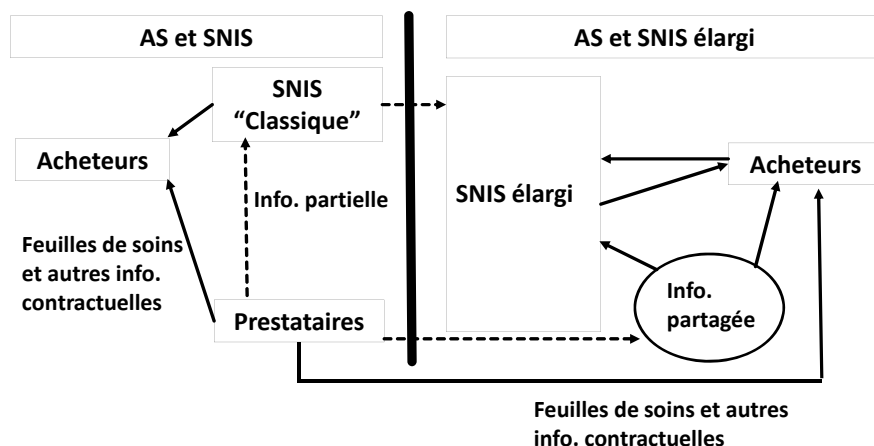 AS et SNIS
AS et SNIS élargi
SNIS
“Classique”
Acheteurs
Info. partielle
Feuilles de soins
et autres info.
contractuelles
Prestataires
SNIS élargi
Acheteurs
Info.
partagée
Feuilles de soins et autres
info. contractuelles